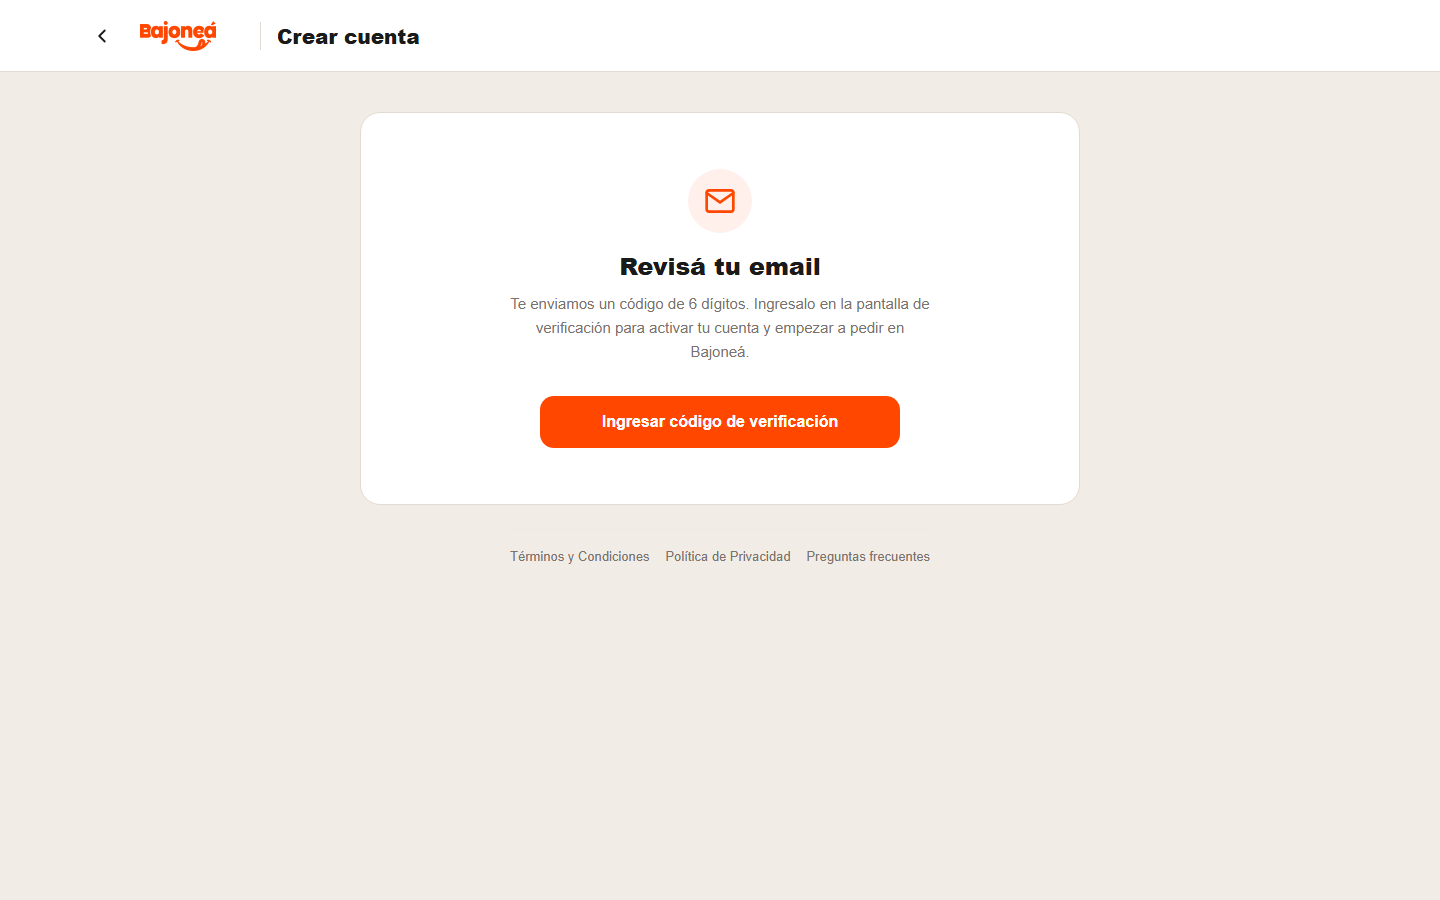 Bajoneá
Crear cuenta
Revisá tu email
Te enviamos un código de 6 dígitos. Ingresalo en la pantalla de
verificación para activar tu cuenta y empezar a pedir en
Bajoneá.
Ingresar código de verificación
Términos y Condiciones
Política de Privacidad
Preguntas frecuentes